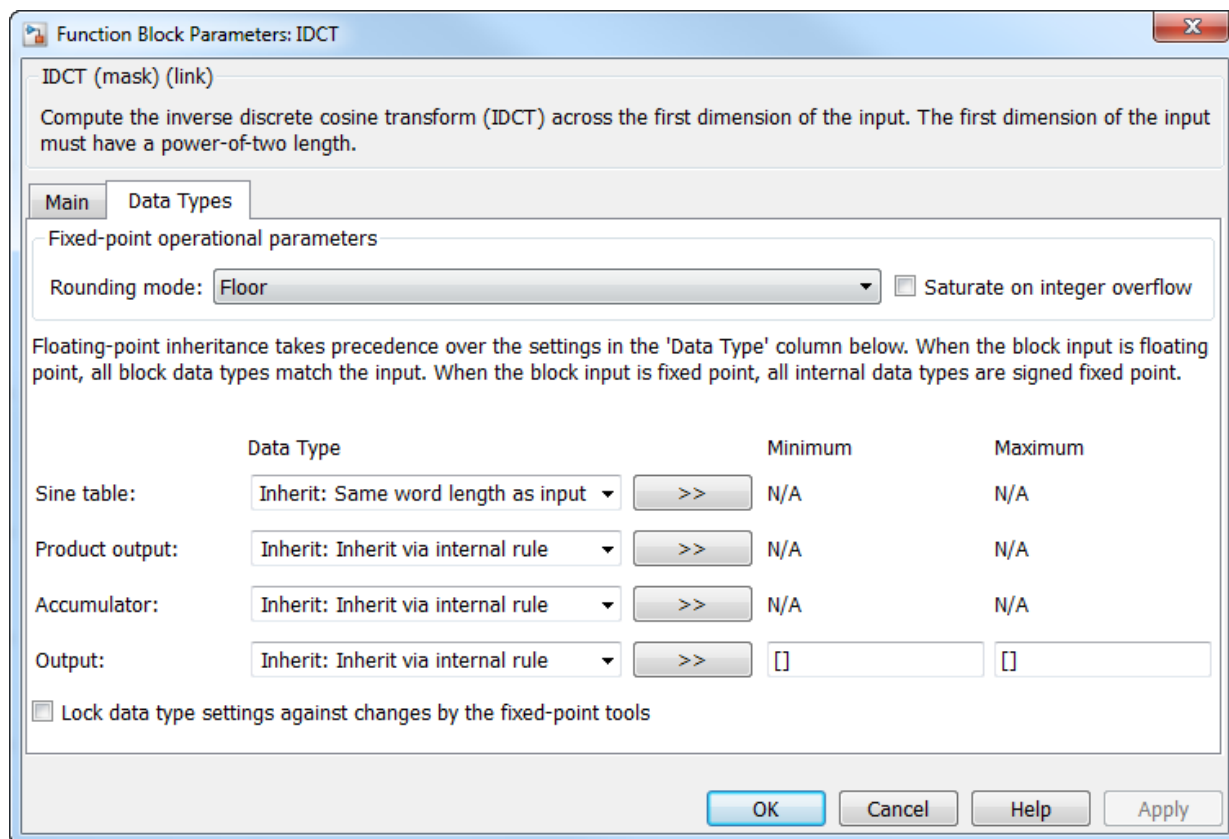 Function Block Parameters: IDCT
X
IDCT (mask) (link)
Compute the inverse discrete cosine transform (IDCT) across the first dimension of the input. The first dimension of the input
must have a power-of-two length.
Main Data Types
Fixed-point operational parameters
Rounding mode: Floor Saturate on integer overflow
Floating-point inheritance takes precedence over the settings in the 'Data Type' column below. When the block input is floating
point, all block data types match the input. When the block input is fixed point, all internal data types are signed fixed point.
Data Type Minimum Maximum
Sine table: Inherit: Same word length as input >> N/A N/A
Product output: Inherit: Inherit via internal rule >> N/A N/A
Accumulator: Inherit: Inherit via internal rule >> N/A N/A
Output: Inherit: Inherit via internal rule >> [] []
Lock data type settings against changes by the fixed-point tools
OK Cancel Help Apply